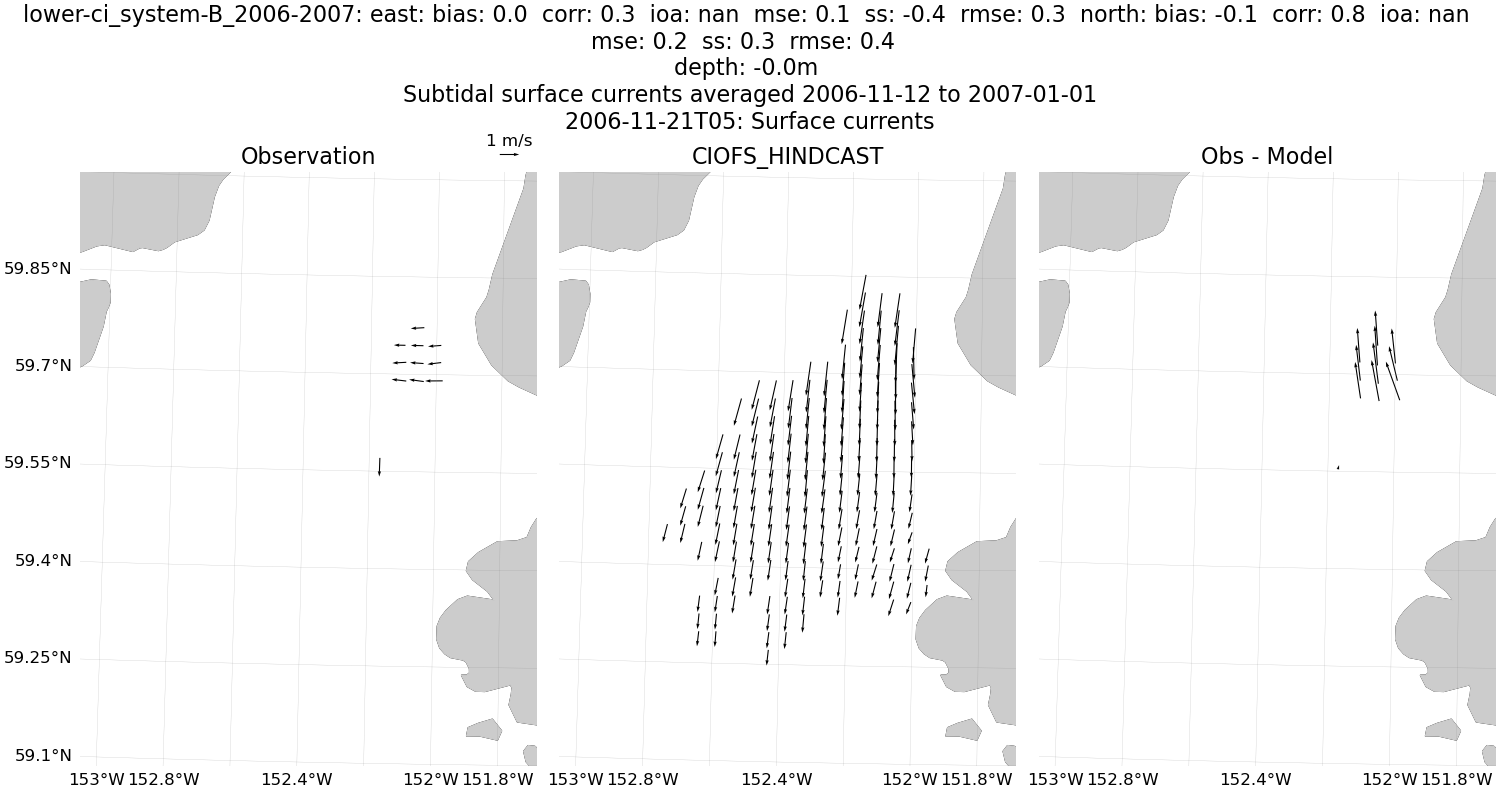 lower-ci_system-B_2006-2007: east: bias: 0.0 corr: 0.3 ioa: nan mse: 0.1 ss: -0.4 rmse: 0.3 north: bias: -0.1 corr: 0.8 ioa: nan
mse: 0.2 ss: 0.3 rmse: 0.4
depth: -0.0m
Subtidal surface currents averaged 2006-11-12 to 2007-01-01
2006-11-21T05: Surface currents
1 m/s
Observation
CIOFS_HINDCAST
Obs - Model
59.85°N
59.7°N
59.55°N
59.4°N
59.25°N
59.1°N
153°W 152.8°W 152.4°W 152°W 151.8°W
153°W 152.8°W 152.4°W 152°W 151.8°W
153°W 152.8°W 152.4°W 152°W 151.8°W